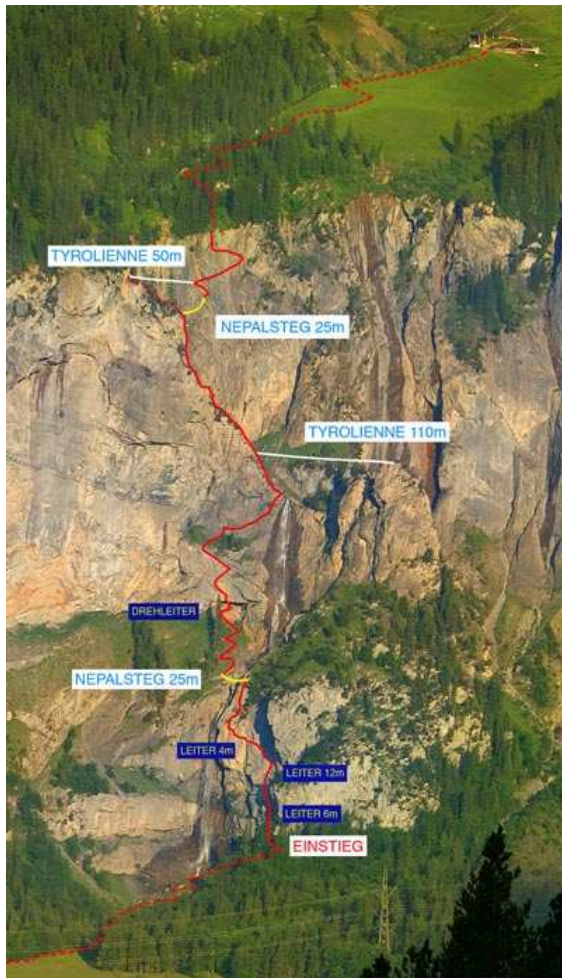 TYROLIENNE 50m
NEPALSTEG 25m
TYROLIENNE 110m
DREHLEITER
NEPALSTEG 25m
LEITER 4m
LEITER 12m
LEITER 6m
EINSTIEG